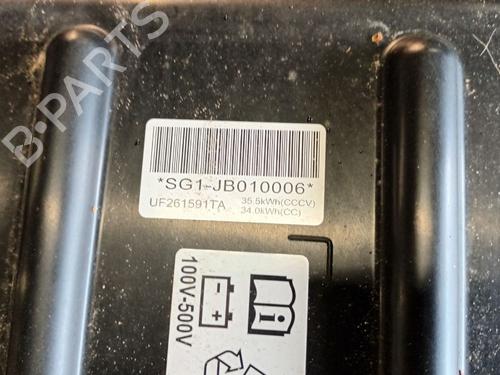 B-PARTS
*SG1-JB010006*
UF261591TA
35.5kWh(CCCV)
34.0kWh(CC)
100V-500V